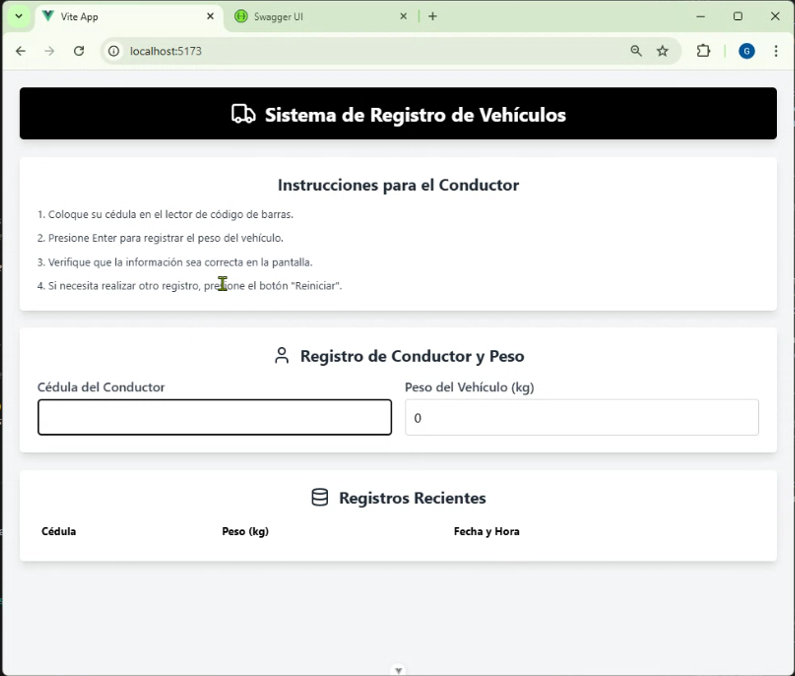 Vite App
Swagger UI
localhost:5173
G
Sistema de Registro de Vehículos
Instrucciones para el Conductor
1. Coloque su cédula en el lector de código de barras.
2. Presione Enter para registrar el peso del vehículo.
3. Verifique que la información sea correcta en la pantalla.
4. Si necesita realizar otro registro, presione el botón "Reiniciar".
Registro de Conductor y Peso
Cédula del Conductor
Peso del Vehículo (kg)
0
Registros Recientes
Cédula
Peso (kg)
Fecha y Hora